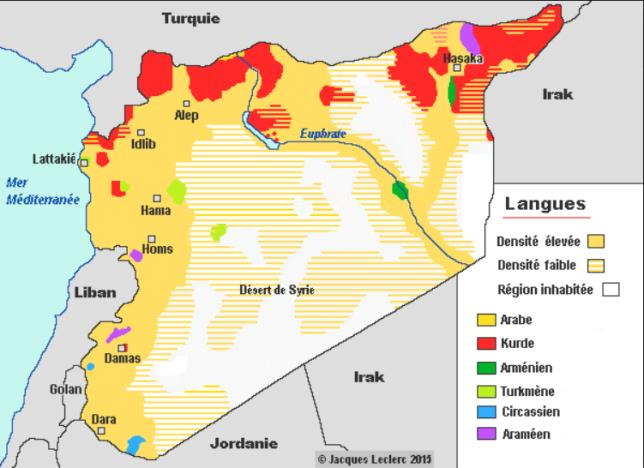 Turquie
Hasaka
Irak
Alep
Euphrate
Idlib
Lattakié
Mer
Méditerranée
Hama
Homs
Liban
Désert de Syrie
Damas
Golan
Irak
Dara
Jordanie
© Jacques Leclerc 2015
Langues
Densité élevée
Densité faible
Région inhabitée
Arabe
Kurde
Arménien
Turkmène
Circassien
Araméen